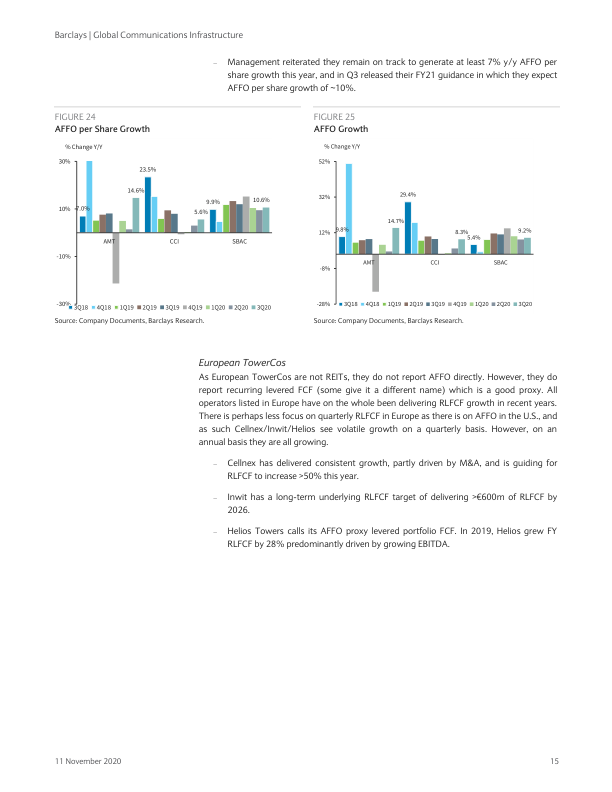 Barclays | Global Communications Infrastructure
– Management reiterated they remain on track to generate at least 7% y/y AFFO per
share growth this year, and in Q3 released their FY21 guidance in which they expect
AFFO per share growth of ~10%.
FIGURE 24
AFFO per Share Growth
% Change Y/Y
30%
10%
-10%
-30%
7.0%
14.6%
23.5%
5.6%
9.9%
10.6%
AMT
CCI
SBAC
3Q18 4Q18 1Q19 2Q19 3Q19 4Q19 1Q20 2Q20 3Q20
Source: Company Documents, Barclays Research.
FIGURE 25
AFFO Growth
% Change Y/Y
52%
32%
12%
-8%
-28%
9.8%
14.7%
29.4%
8.3%
5.4%
9.2%
AMT
CCI
SBAC
3Q18 4Q18 1Q19 2Q19 3Q19 4Q19 1Q20 2Q20 3Q20
Source: Company Documents, Barclays Research.
European TowerCos
As European TowerCos are not REITs, they do not report AFFO directly. However, they do
report recurring levered FCF (some give it a different name) which is a good proxy. All
operators listed in Europe have on the whole been delivering RLFCF growth in recent years.
There is perhaps less focus on quarterly RLFCF in Europe as there is on AFFO in the U.S., and
as such Cellnex/Inwit/Helios see volatile growth on a quarterly basis. However, on an
annual basis they are all growing.
– Cellnex has delivered consistent growth, partly driven by M&A, and is guiding for
RLFCF to increase >50% this year.
– Inwit has a long-term underlying RLFCF target of delivering >€600m of RLFCF by
2026.
– Helios Towers calls its AFFO proxy levered portfolio FCF. In 2019, Helios grew FY
RLFCF by 28% predominantly driven by growing EBITDA.
11 November 2020
15